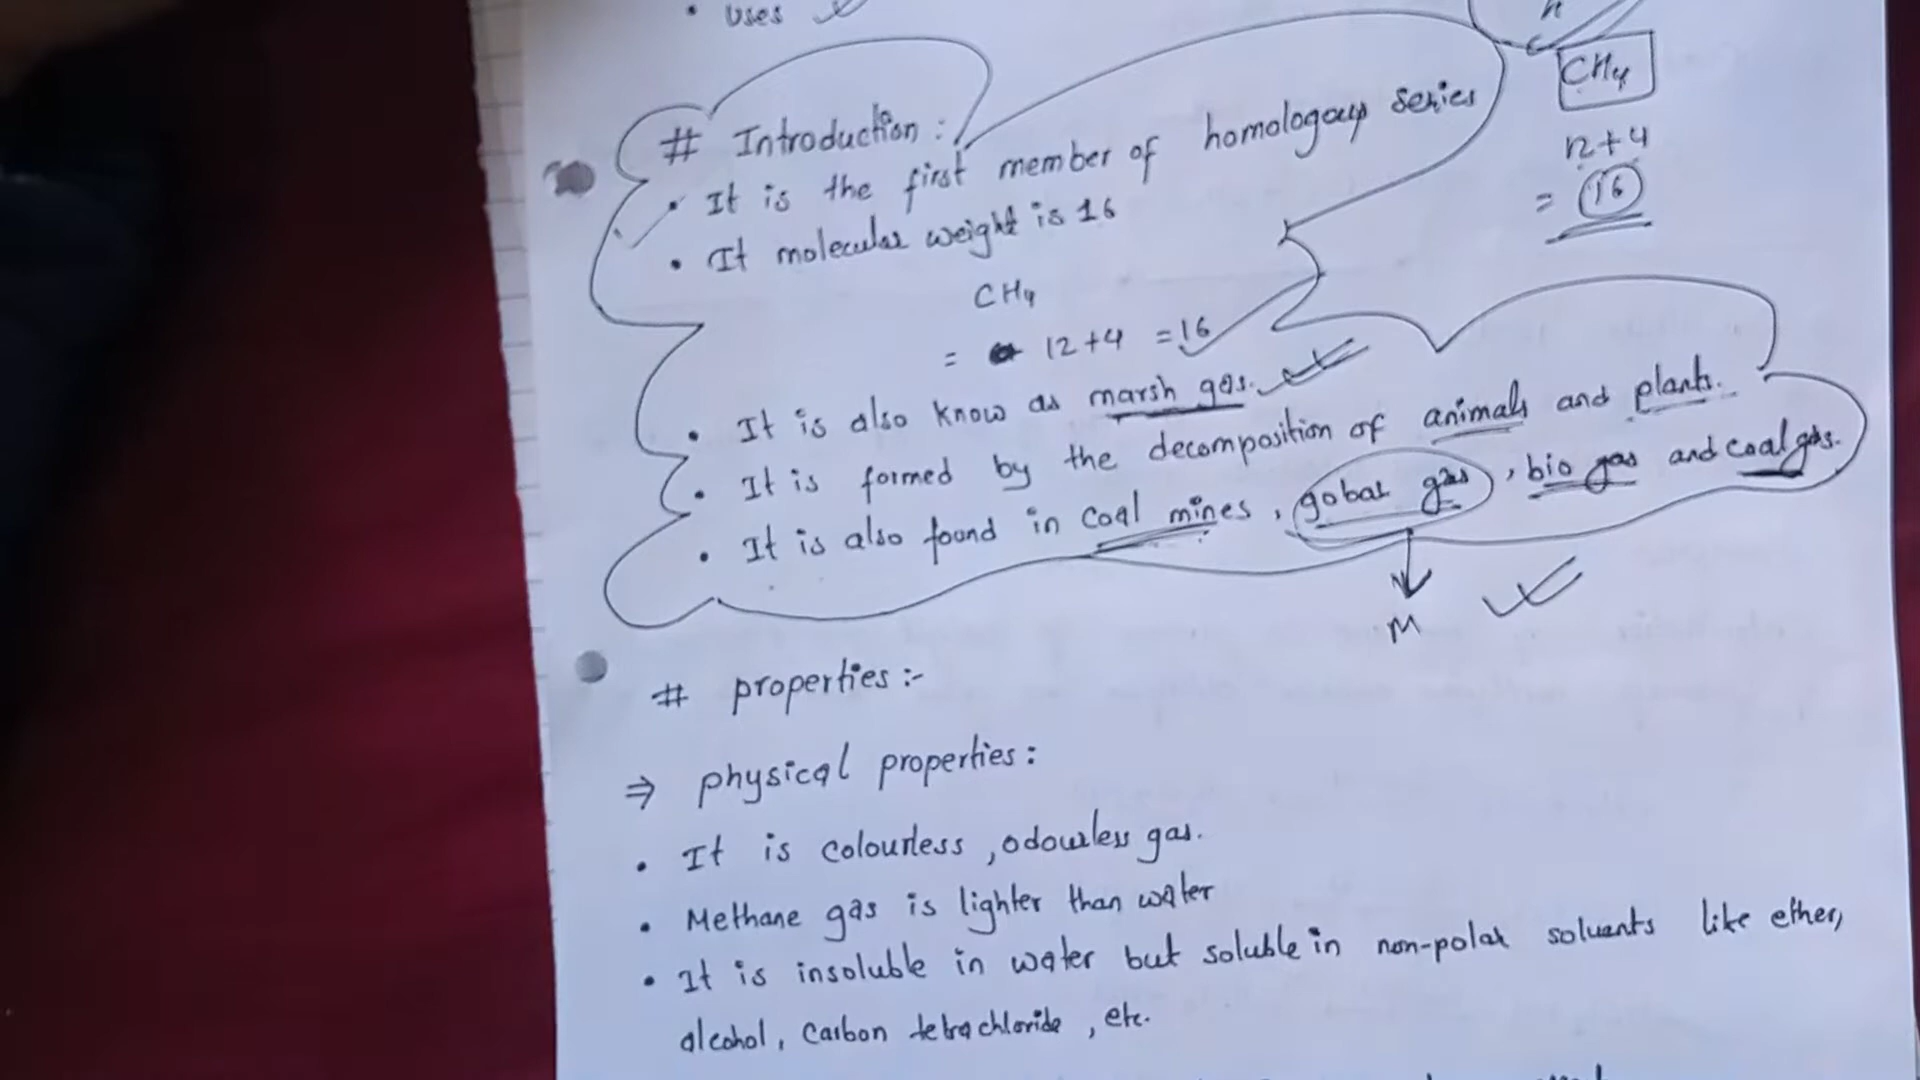 • Uses
CH4
12+4
= 16
# Introduction :
• It is the first member of homologous series
• It molecular weight is 16
CH4
= 12+4 = 16
• It is also know as marsh gas.
• It is formed by the decomposition of animals and plants.
• It is also found in coal mines, gobar gas, bio gas and coal gas.
M
# properties :-
⇒ physical properties :
• It is colourless, odourless gas.
• Methane gas is lighter than water
• It is insoluble in water but soluble in non-polar solvents like ether,
alcohol, carbon tetrachloride, etc.